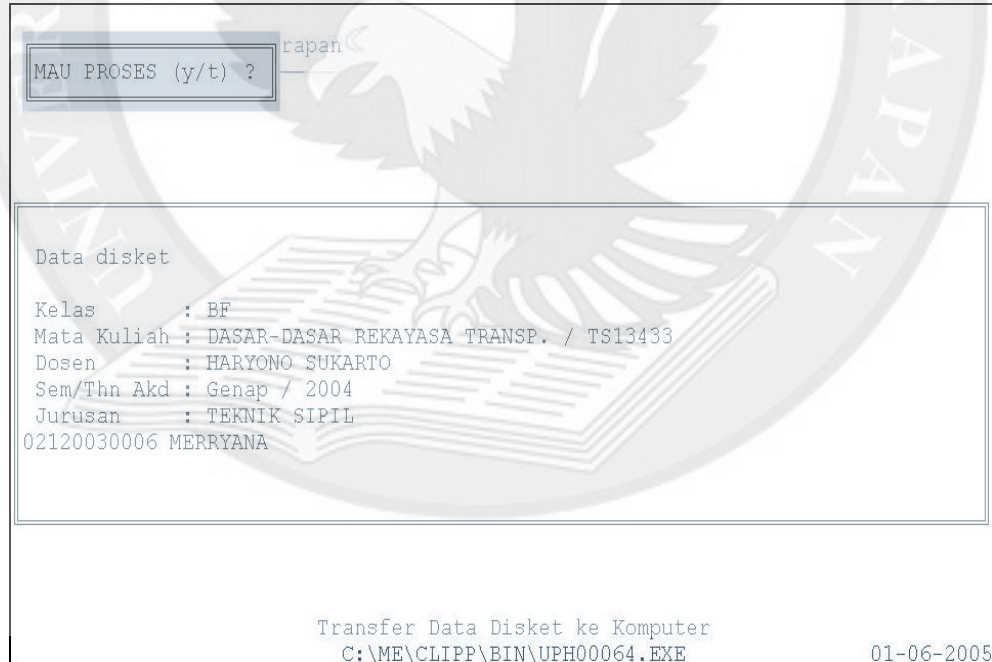 rapan
MAU PROSES (y/t) ?
Data disket
Kelas : BF
Mata Kuliah : DASAR-DASAR REKAYASA TRANSP. / TS13433
Dosen : HARYONO SUKARTO
Sem/Thn Akd : Genap / 2004
Jurusan : TEKNIK SIPIL
02120030006 MERRYANA
Transfer Data Disket ke Komputer
C:\ME\CLIPP\BIN\UPH00064.EXE 01-06-2005